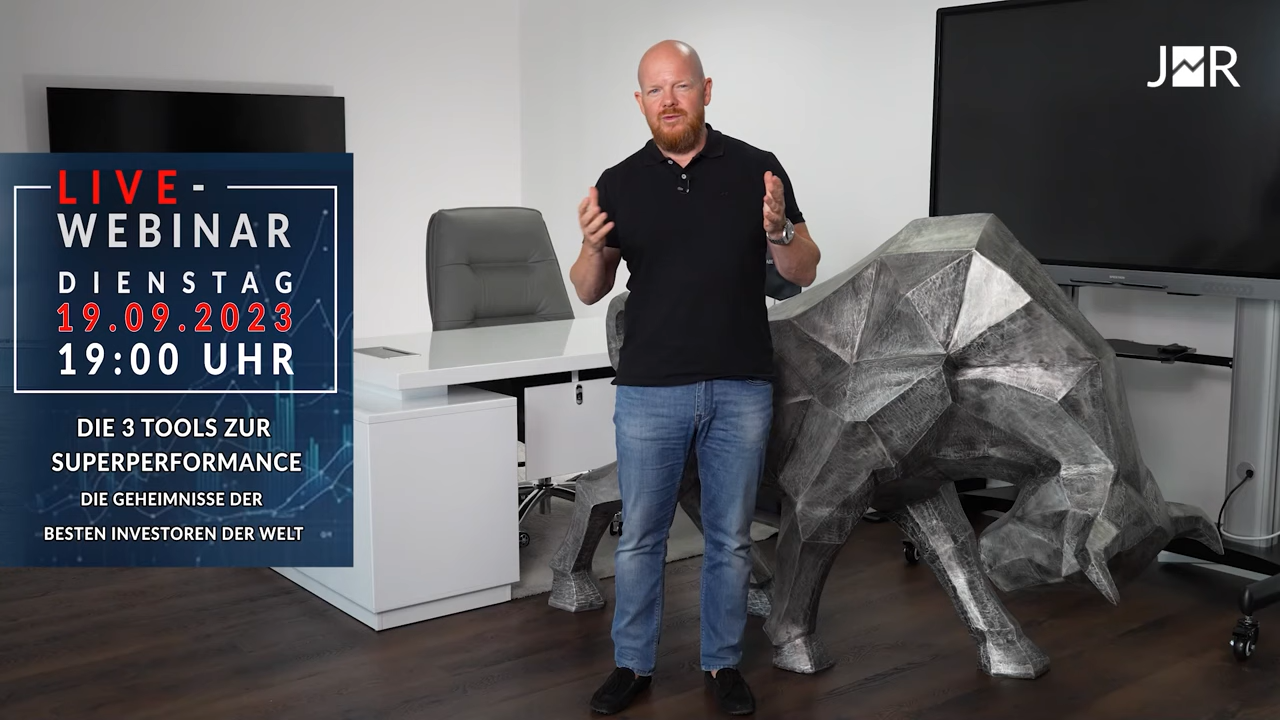 LIVE-
WEBINAR
DIENSTAG
19.09.2023
19:00 UHR
DIE 3 TOOLS ZUR
SUPERPERFORMANCE
DIE GEHEIMNISSE DER
BESTEN INVESTOREN DER WELT
J R